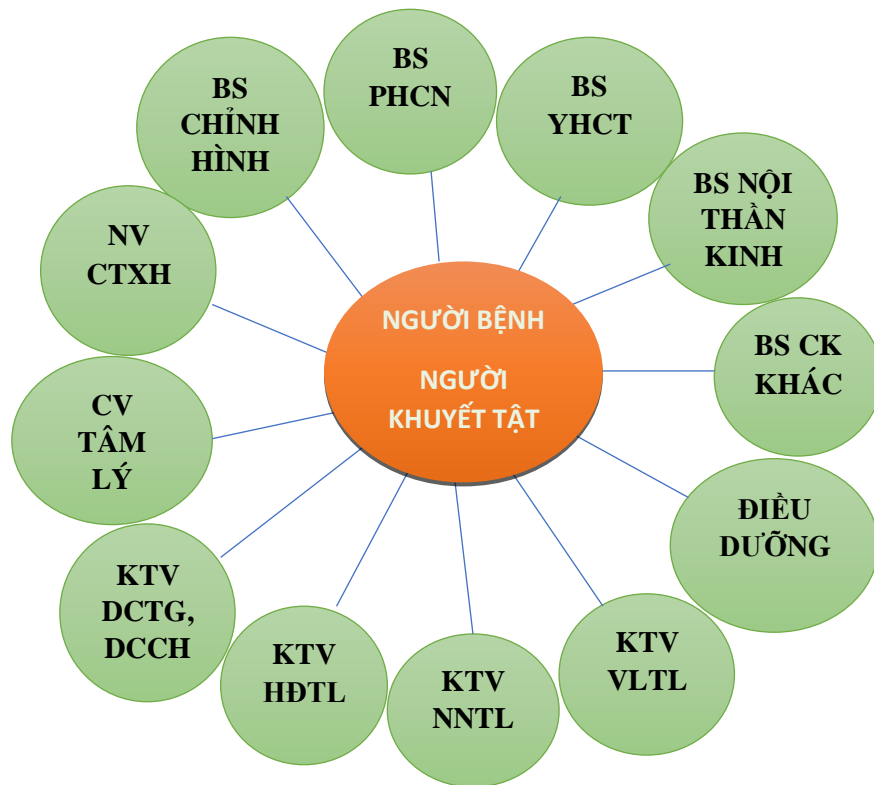 BS
CHỈNH
HÌNH
BS
PHCN
BS
YHCT
BS NỘI
THẦN
KINH
NV
CTXH
NGƯỜI BỆNH
NGƯỜI
KHUYẾT TẬT
BS CK
KHÁC
CV
TÂM
LÝ
ĐIỀU
DƯỠNG
KTV
DCTG,
DCCH
KTV
HĐTL
KTV
NNTL
KTV
VLTL